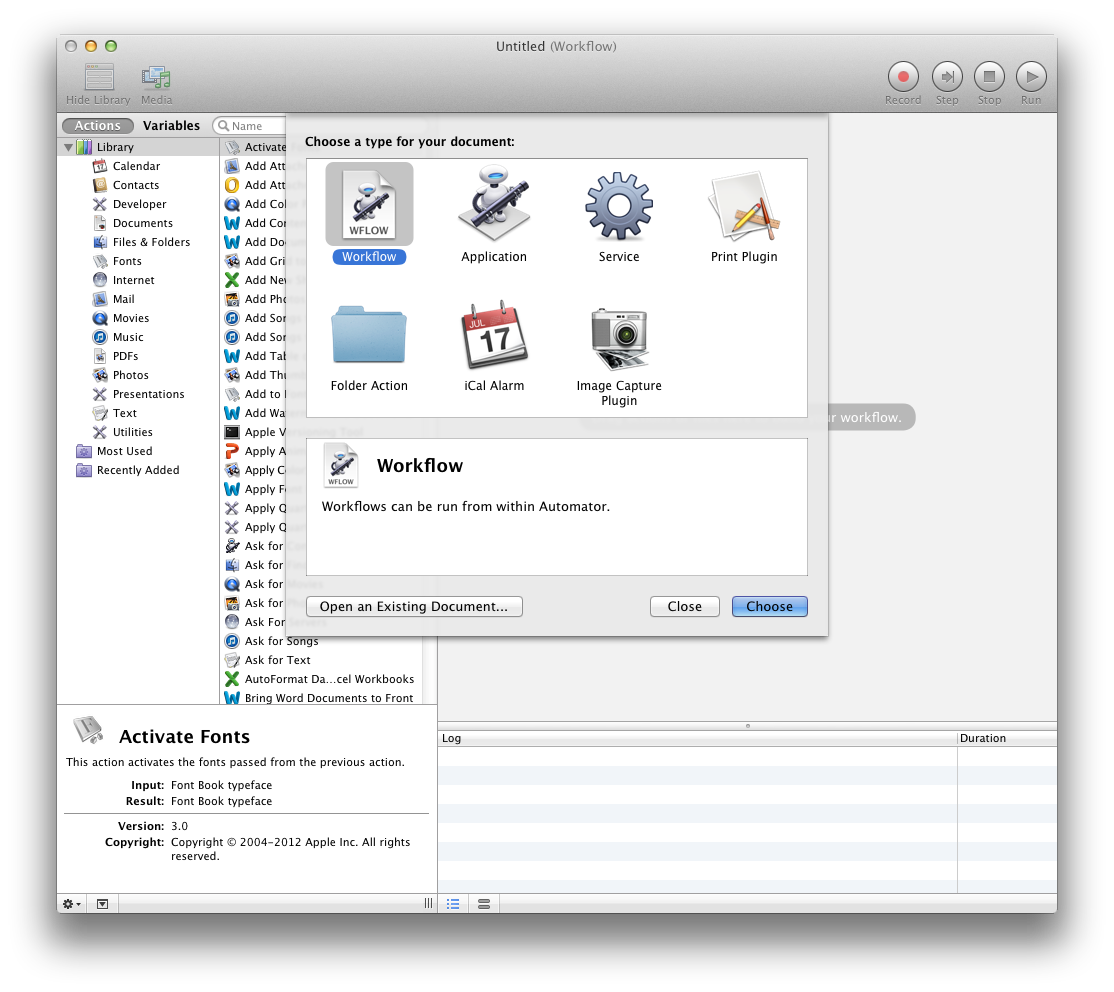 Untitled (Workflow)
Hide Library Media Record Step Stop Run
Actions Variables Name
Library
Calendar
Contacts
Developer
Documents
Files & Folders
Fonts
Internet
Mail
Movies
Music
PDFs
Photos
Presentations
Text
Utilities
Most Used
Recently Added
Activate
Add Att
Add Att
Add Colo
Add Con
Add Doc
Add Gri
Add New
Add Pho
Add Song
Add Song
Add Tab
Add Thu
Add to
Add Wa
Apple Ve
Apply A
Apply Co
Apply F
Apply Qu
Apply Qu
Ask for
Ask for
Ask for
Ask for
Ask For Servers
Ask for Songs
Ask for Text
AutoFormat Da...cel Workbooks
Bring Word Documents to Front
Choose a type for your document:
WFLOW
Workflow Application Service Print Plugin
JUL
17
Folder Action iCal Alarm Image Capture
Plugin
r workflow.
WFLOW
Workflow
Workflows can be run from within Automator.
Open an Existing Document... Close Choose
Activate Fonts
This action activates the fonts passed from the previous action.
Input: Font Book typeface
Result: Font Book typeface
Version: 3.0
Copyright: Copyright © 2004-2012 Apple Inc. All rights
reserved.
Log Duration